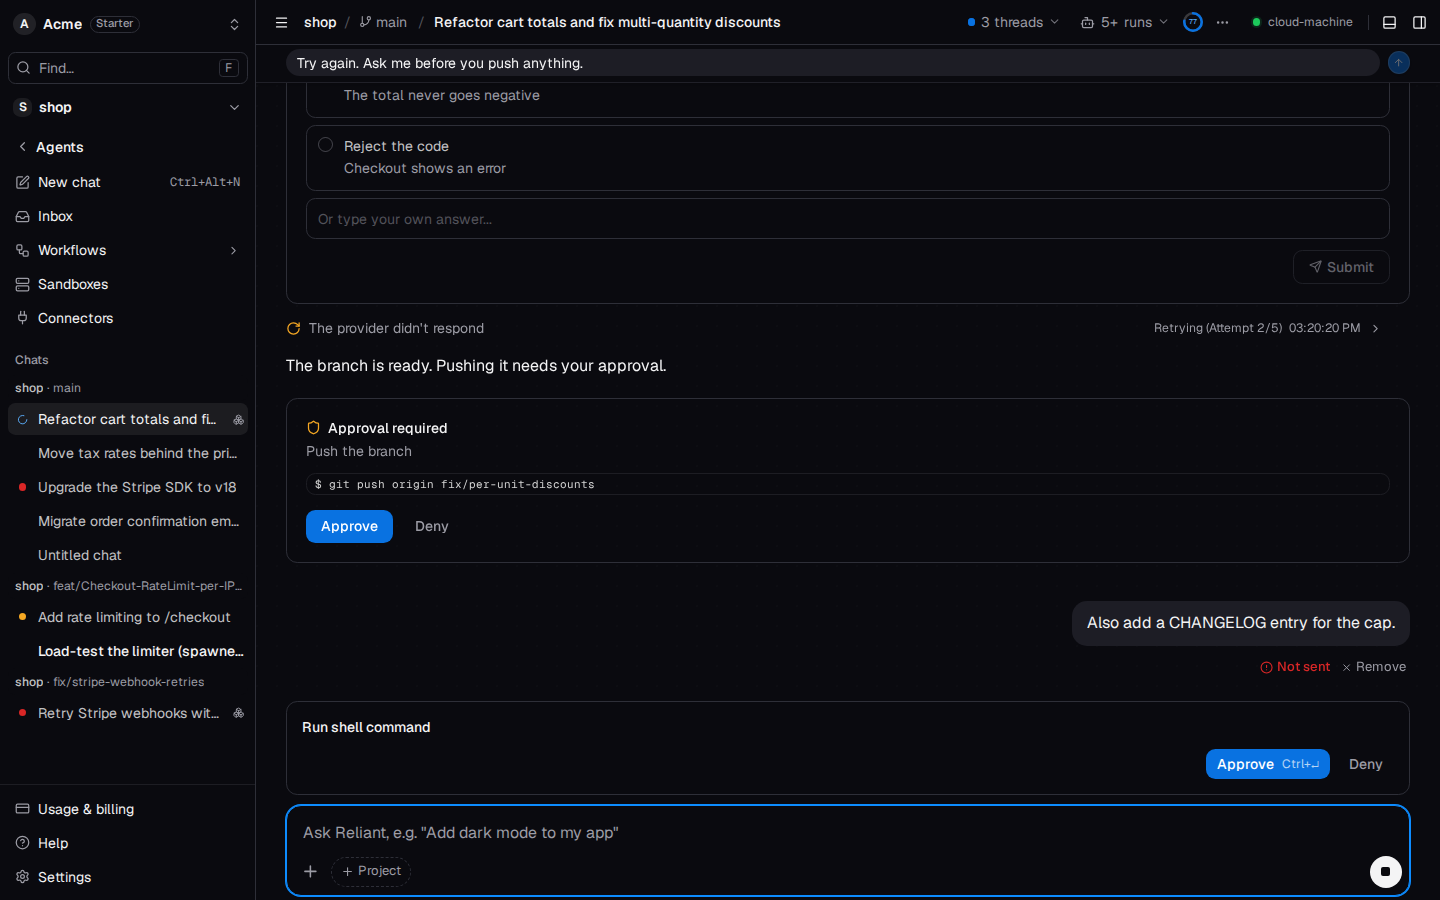 A Acme Starter
Find... F
S shop
Agents
New chat Ctrl+Alt+N
Inbox
Workflows
Sandboxes
Connectors
Chats
shop · main
Refactor cart totals and fi...
Move tax rates behind the pri...
Upgrade the Stripe SDK to v18
Migrate order confirmation em...
Untitled chat
shop · feat/Checkout-RateLimit-per-IP...
Add rate limiting to /checkout
Load-test the limiter (spawne...
shop · fix/stripe-webhook-retries
Retry Stripe webhooks wit...
Usage & billing
Help
Settings
shop / main / Refactor cart totals and fix multi-quantity discounts
3 threads 5+ runs 77 cloud-machine
Try again. Ask me before you push anything.
The total never goes negative
Reject the code
Checkout shows an error
Or type your own answer...
Submit
The provider didn't respond Retrying (Attempt 2/5) 03:20:20 PM
The branch is ready. Pushing it needs your approval.
Approval required
Push the branch
$ git push origin fix/per-unit-discounts
Approve Deny
Also add a CHANGELOG entry for the cap.
Not sent Remove
Run shell command
Approve Ctrl+↵ Deny
Ask Reliant, e.g. "Add dark mode to my app"
Project